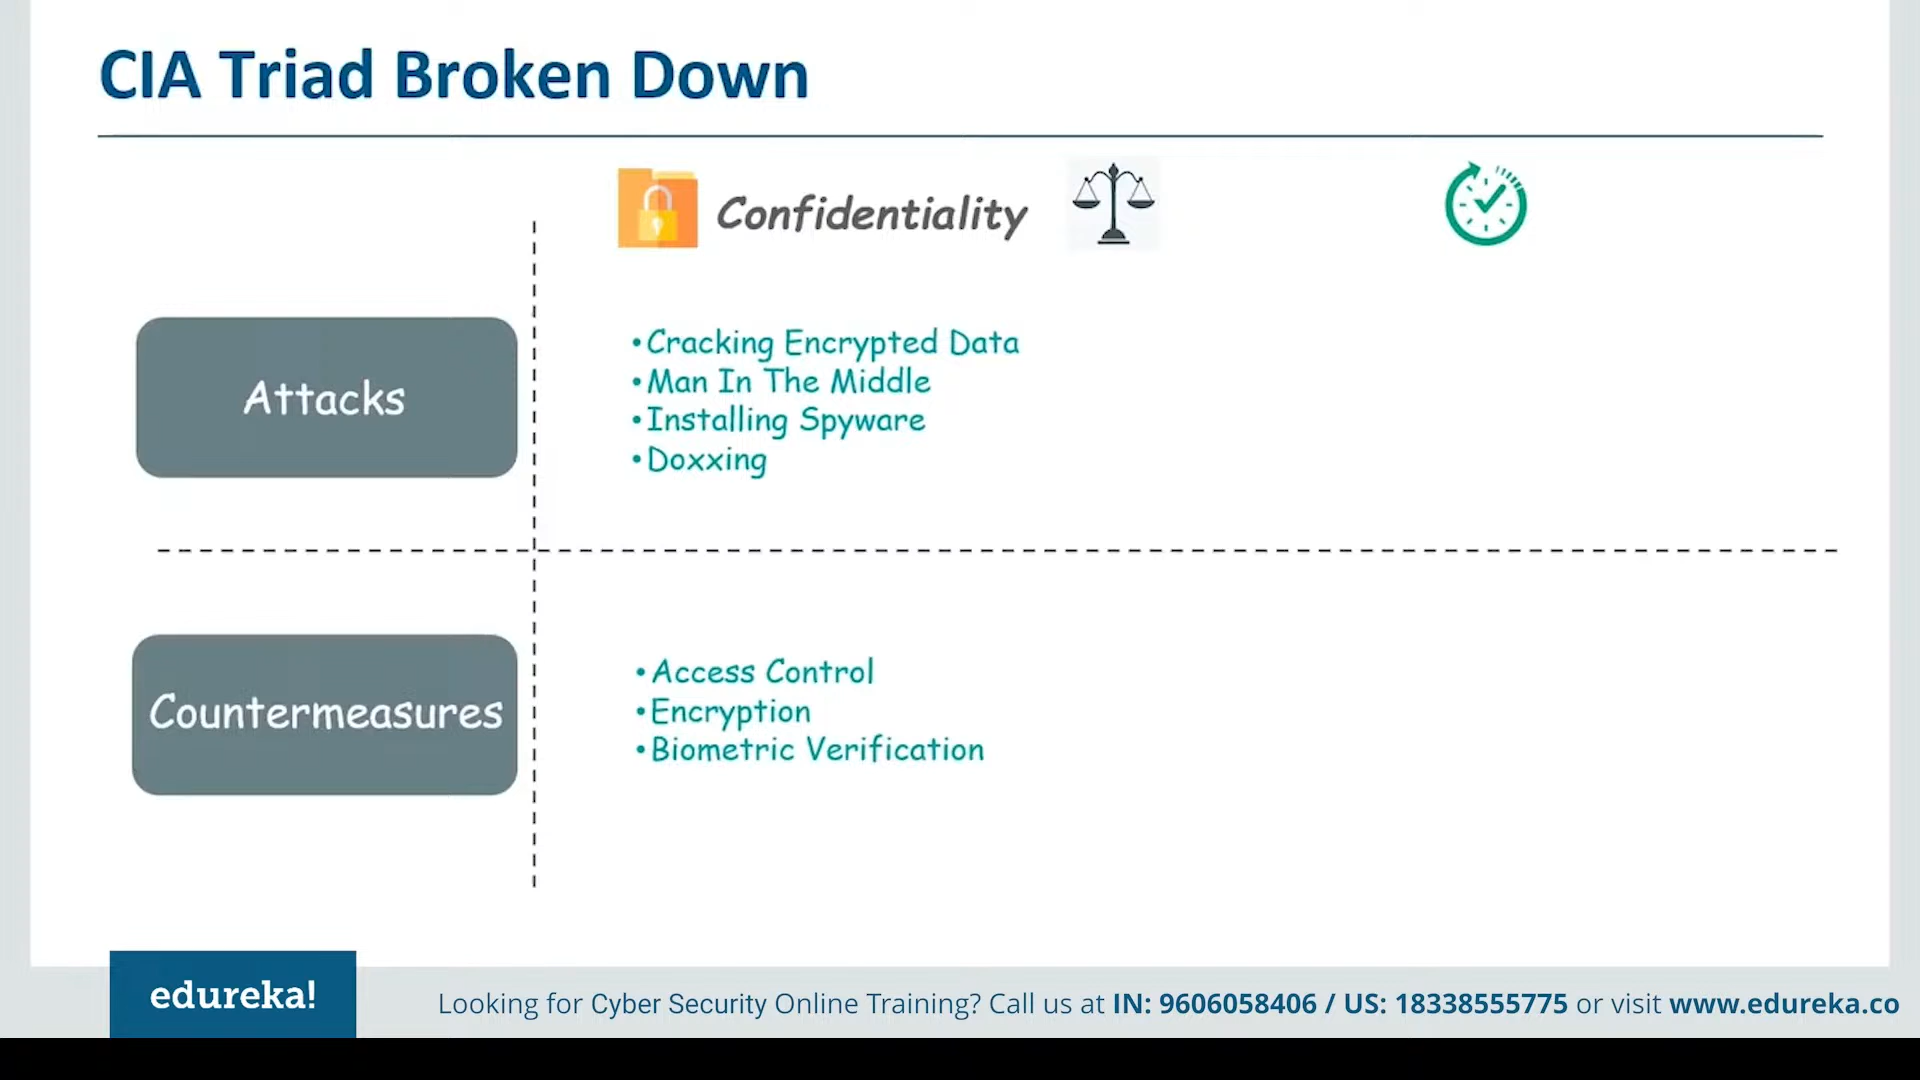 CIA Triad Broken Down
Confidentiality
Attacks
•Cracking Encrypted Data
•Man In The Middle
•Installing Spyware
•Doxxing
Countermeasures
•Access Control
•Encryption
•Biometric Verification
edureka!
Looking for Cyber Security Online Training? Call us at IN: 9606058406 / US: 18338555775 or visit www.edureka.co